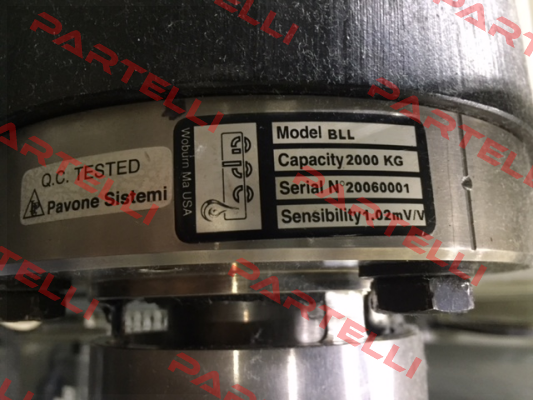 Q.C. TESTED
Pavone Sistemi
Woburn Ma USA
BLH
Model BLL
Capacity 2000 KG
Serial N° 20060001
Sensibility 1.02mV/V
PARTELLI
PARTELLI
PARTELLI
PARTELLI
PARTELLI
PARTELLI